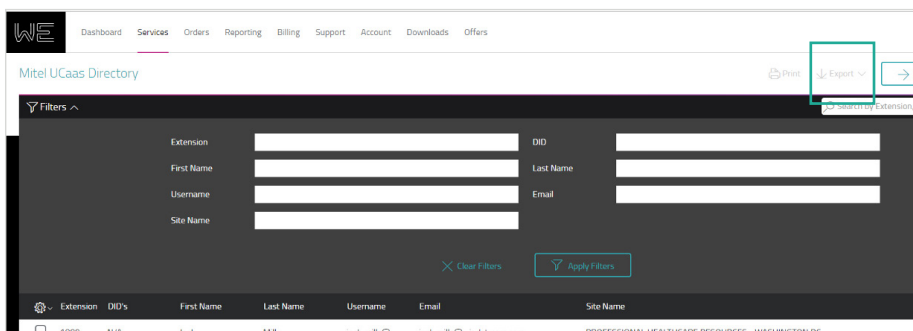 WE
Dashboard Services Orders Reporting Billing Support Account Downloads Offers
Mitel UCaas Directory
Print Export
Filters
Search by Extension,
Extension DID
First Name Last Name
Username Email
Site Name
Clear Filters Apply Filters
Extension DID's First Name Last Name Username Email Site Name